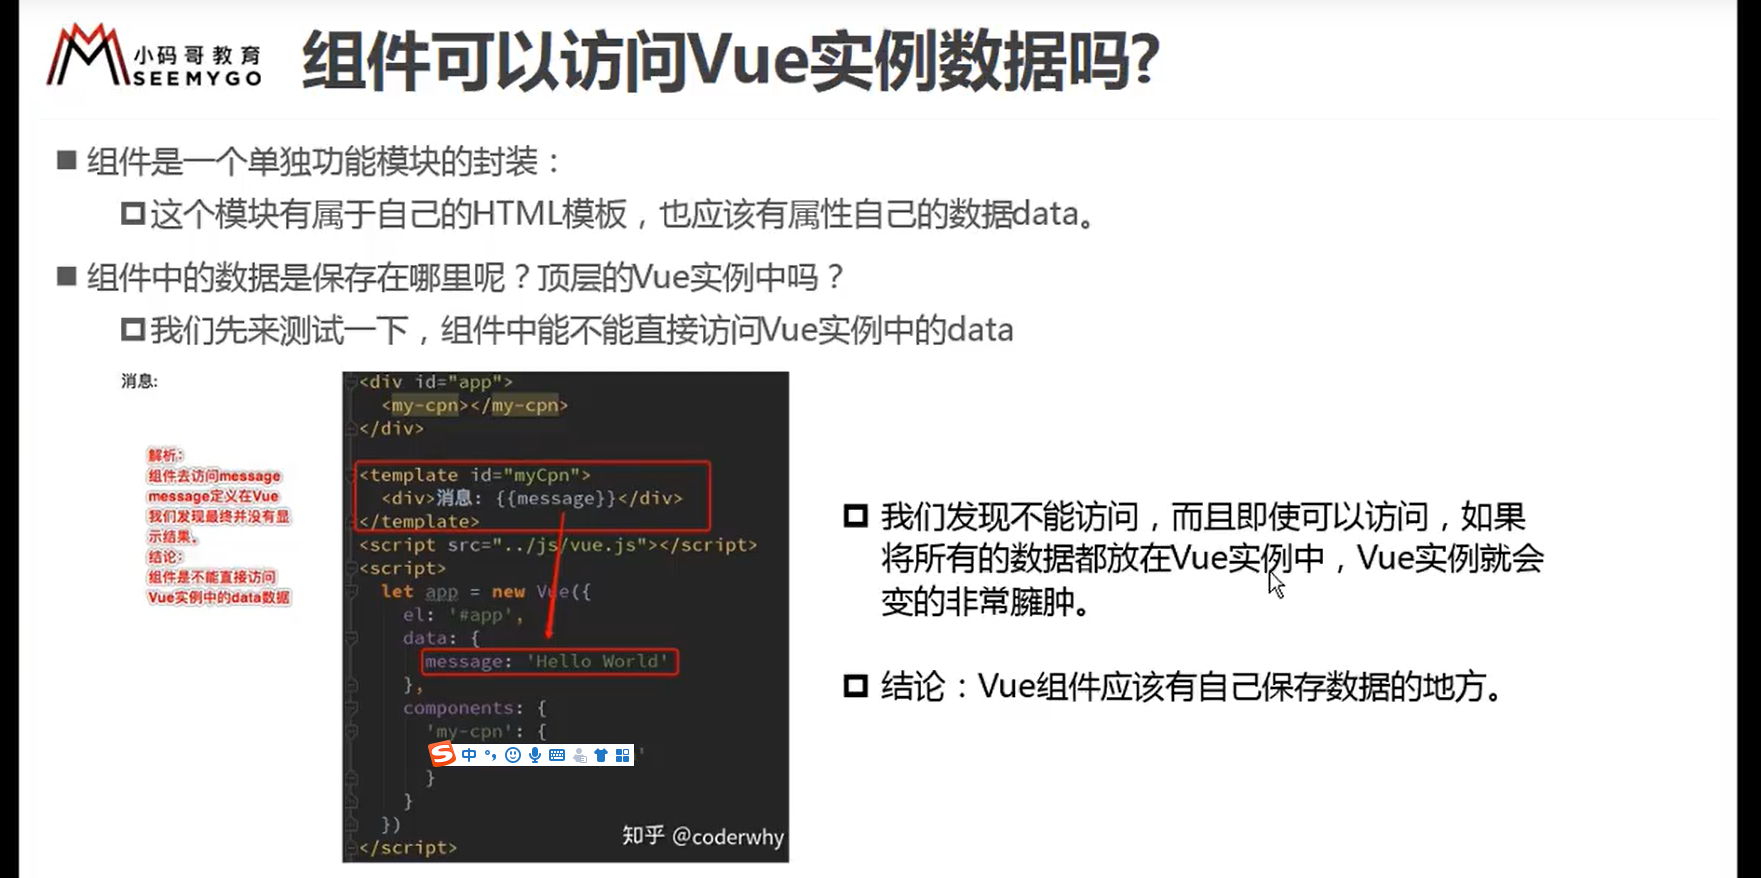 小码哥教育
SEEMYGO
组件可以访问Vue实例数据吗?
组件是一个单独功能模块的封装：
这个模块有属于自己的HTML模板，也应该有属性自己的数据data。
组件中的数据是保存在哪里呢？顶层的Vue实例中吗？
我们先来测试一下，组件中能不能直接访问Vue实例中的data
消息:
解析:
组件去访问message
message定义在Vue
我们发现最终并没有显
示结果。
结论:
组件是不能直接访问
Vue实例中的data数据
<div id="app">
<my-cpn></my-cpn>
</div>
<template id="myCpn">
<div>消息: {{message}}</div>
</template>
<script src="../js/vue.js"></script>
<script>
let app = new Vue({
el: '#app',
data: {
message: 'Hello World'
},
components: {
'my-cpn': {
中
'
}
}
})
</script>
知乎 @coderwhy
我们发现不能访问，而且即使可以访问，如果
将所有的数据都放在Vue实例中，Vue实例就会
变的非常臃肿。
结论：Vue组件应该有自己保存数据的地方。